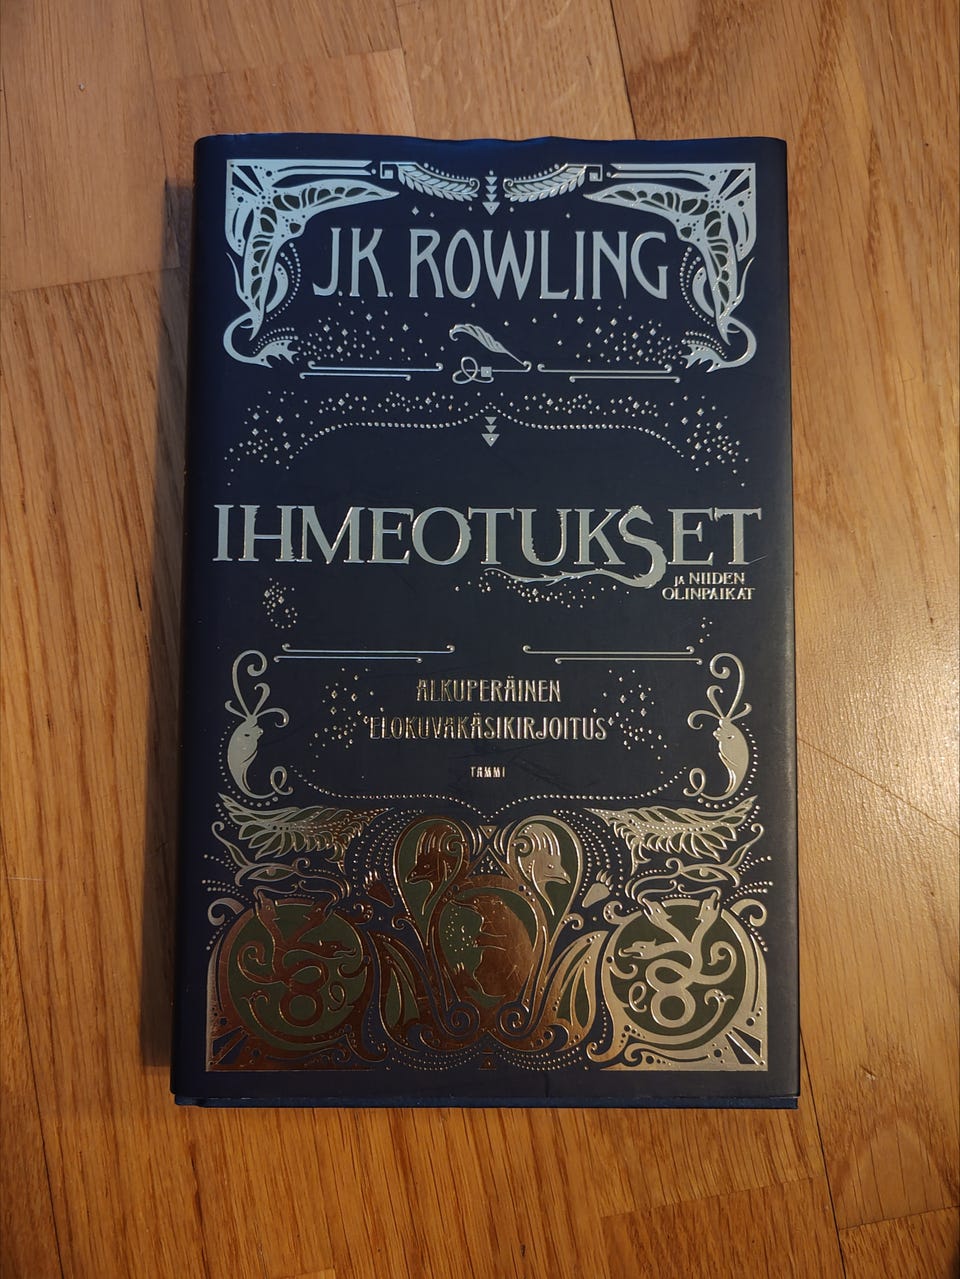 J.K. ROWLING
IHMEOTUKSET
JA NIIDEN
OLINPAIKAT
ALKUPERÄINEN
ELOKUVAKÄSIKIRJOITUS
TAMMI